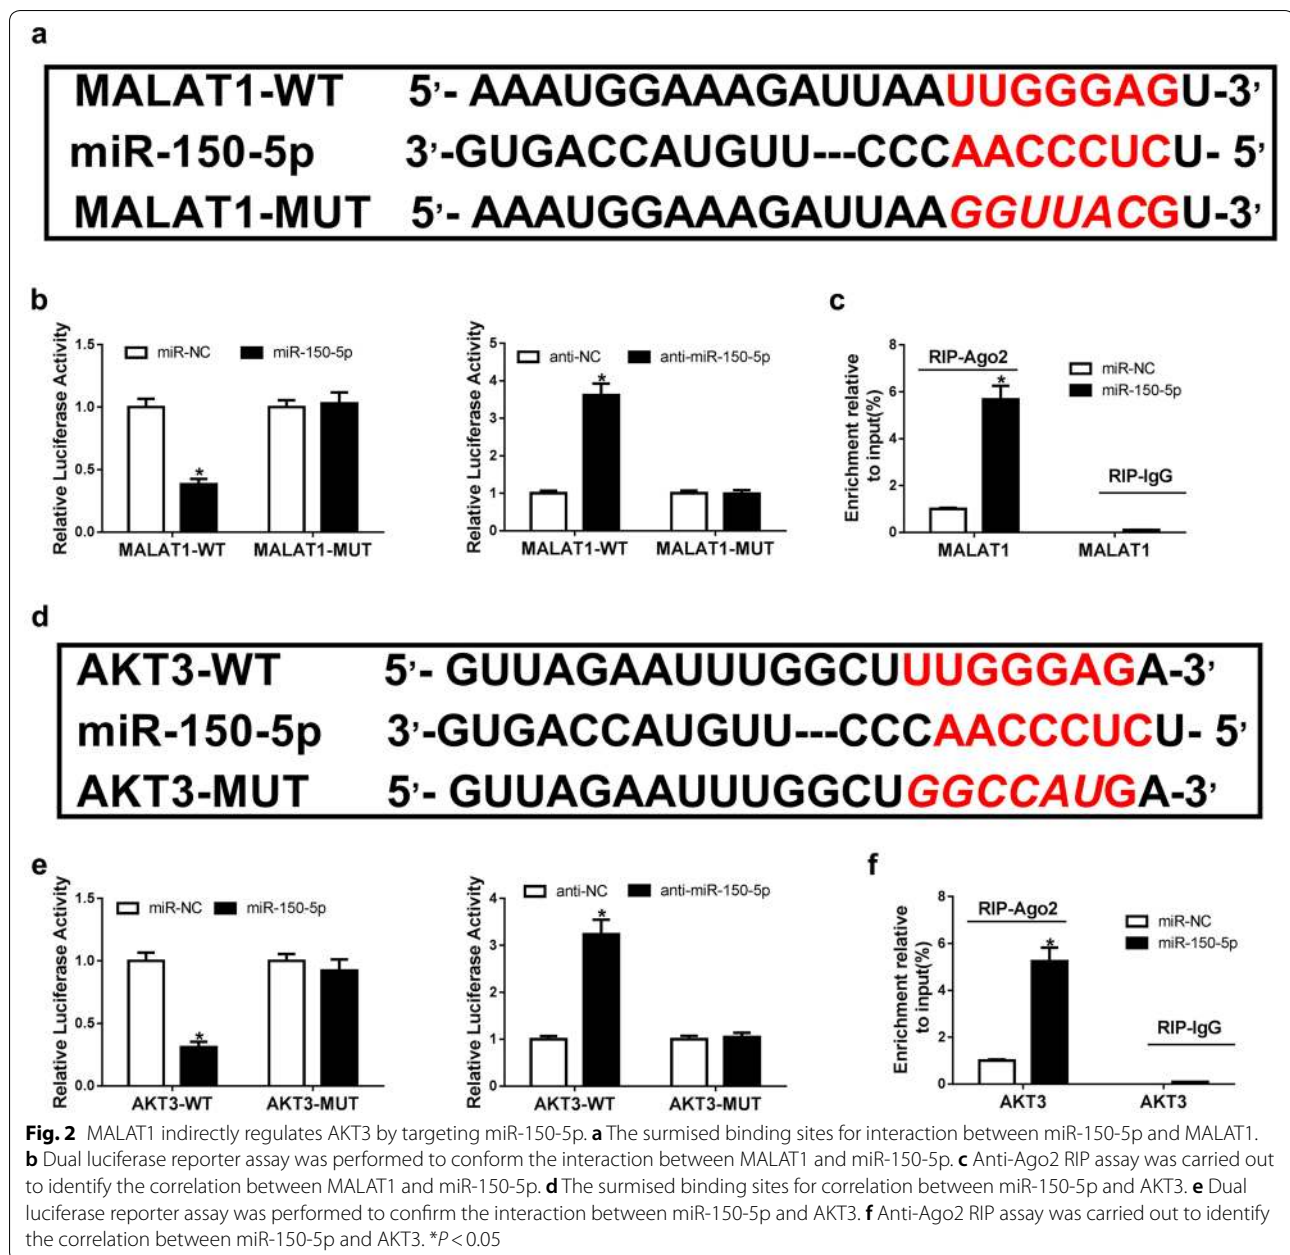 a
MALAT1-WT 5'- AAAUGGAAAGAUUAAUUGGGAGU-3'
miR-150-5p 3'-GUGACCAUGUU---CCCAACCCUCU- 5'
MALAT1-MUT 5'- AAAUGGAAAGAUUAAGGUUACGU-3'
b
Relative Luciferase Activity
1.5
1.0
0.5
0.0
miR-NC miR-150-5p
*
MALAT1-WT MALAT1-MUT
Relative Luciferase Activity
5
4
3
2
1
0
anti-NC anti-miR-150-5p
*
MALAT1-WT MALAT1-MUT
c
Enrichment relative
to input(%)
8
6
4
2
0
RIP-Ago2
*
miR-NC
miR-150-5p
RIP-IgG
MALAT1 MALAT1
d
AKT3-WT 5'- GUUAGAAUUUGGCUUUGGGAGA-3'
miR-150-5p 3'-GUGACCAUGUU---CCCAACCCUCU- 5'
AKT3-MUT 5'- GUUAGAAUUUGGCUGGCCAUGA-3'
e
Relative Luciferase Activity
1.5
1.0
0.5
0.0
miR-NC miR-150-5p
*
AKT3-WT AKT3-MUT
Relative Luciferase Activity
4
3
2
1
0
anti-NC anti-miR-150-5p
*
AKT3-WT AKT3-MUT
f
Enrichment relative
to input(%)
8
6
4
2
0
RIP-Ago2
*
miR-NC
miR-150-5p
RIP-IgG
AKT3 AKT3
Fig. 2 MALAT1 indirectly regulates AKT3 by targeting miR-150-5p. a The surmised binding sites for interaction between miR-150-5p and MALAT1.
b Dual luciferase reporter assay was performed to conform the interaction between MALAT1 and miR-150-5p. c Anti-Ago2 RIP assay was carried out
to identify the correlation between MALAT1 and miR-150-5p. d The surmised binding sites for correlation between miR-150-5p and AKT3. e Dual
luciferase reporter assay was performed to confirm the interaction between miR-150-5p and AKT3. f Anti-Ago2 RIP assay was carried out to identify
the correlation between miR-150-5p and AKT3. *P < 0.05